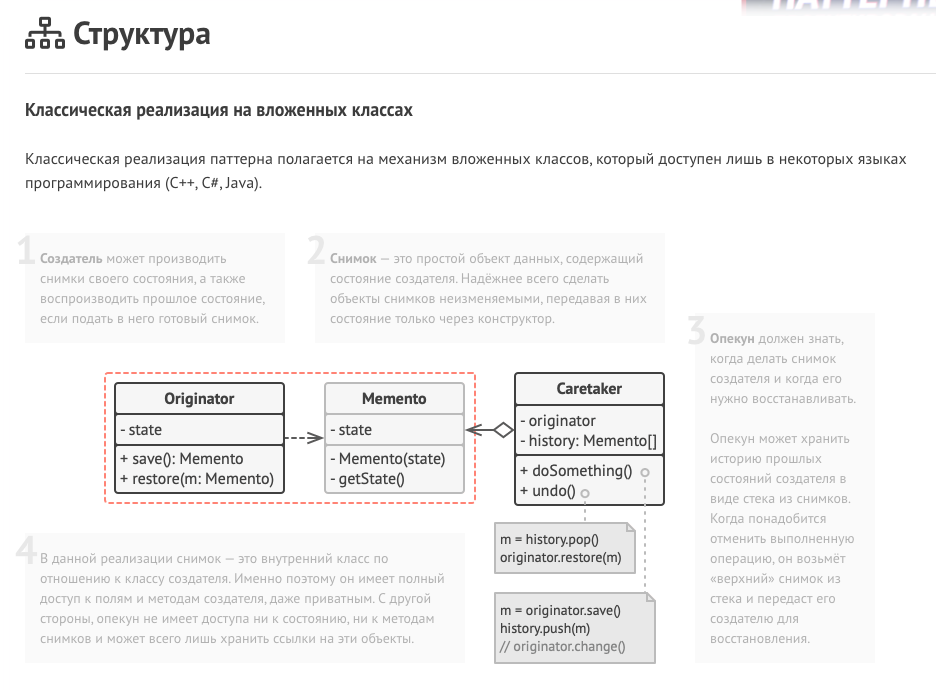 Структура
Классическая реализация на вложенных классах
Классическая реализация паттерна полагается на механизм вложенных классов, который доступен лишь в некоторых языках
программирования (C++, C#, Java).
1
Создатель может производить
снимки своего состояния, а также
воспроизводить прошлое состояние,
если подать в него готовый снимок.
2
Снимок — это простой объект данных, содержащий
состояние создателя. Надёжнее всего сделать
объекты снимков неизменяемыми, передавая в них
состояние только через конструктор.
3
Опекун должен знать,
когда делать снимок
создателя и когда его
нужно восстанавливать.
Опекун может хранить
историю прошлых
состояний создателя в
виде стека из снимков.
Когда понадобится
отменить выполненную
операцию, он возьмёт
«верхний» снимок из
стека и передаст его
создателю для
восстановления.
Originator
- state
+ save(): Memento
+ restore(m: Memento)
Memento
- state
- Memento(state)
- getState()
Caretaker
- originator
- history: Memento[]
+ doSomething()
+ undo()
m = history.pop()
originator.restore(m)
m = originator.save()
history.push(m)
// originator.change()
4
В данной реализации снимок — это внутренний класс по
отношению к классу создателя. Именно поэтому он имеет полный
доступ к полям и методам создателя, даже приватным. С другой
стороны, опекун не имеет доступа ни к состоянию, ни к методам
снимков и может всего лишь хранить ссылки на эти объекты.